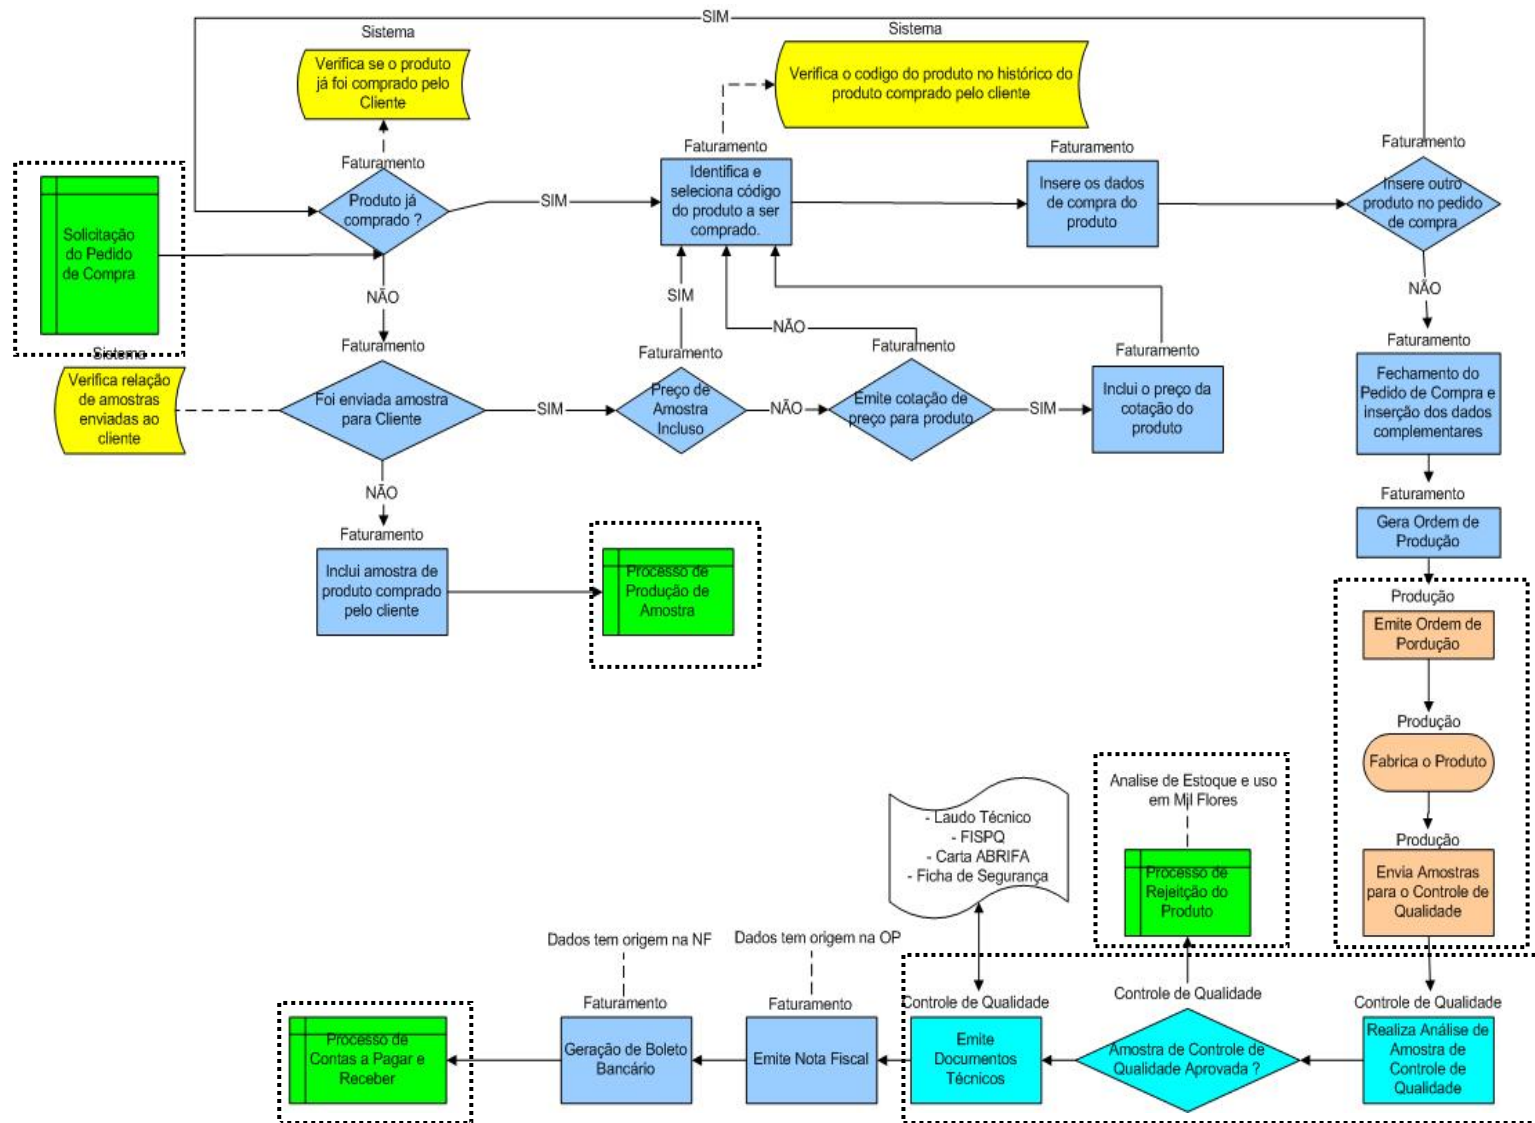 SIM
Sistema
Verifica se o produto
já foi comprado pelo
Cliente
Sistema
Verifica o codigo do produto no histórico do
produto comprado pelo cliente
Faturamento
Produto já
comprado ?
SIM
Faturamento
Identifica e
seleciona código
do produto a ser
comprado.
Faturamento
Insere os dados
de compra do
produto
Faturamento
Insere outro
produto no pedido
de compra
Solicitação
do Pedido
de Compra
NÃO
SIM
NÃO
NÃO
Sistema
Verifica relação
de amostras
enviadas ao
cliente
Faturamento
Foi enviada amostra
para Cliente
SIM
Faturamento
Preço de
Amostra
Incluso
NÃO
Faturamento
Emite cotação de
preço para produto
SIM
Faturamento
Inclui o preço da
cotação do
produto
Faturamento
Fechamento do
Pedido de Compra e
inserção dos dados
complementares
NÃO
Faturamento
Inclui amostra de
produto comprado
pelo cliente
Processo de
Produção de
Amostra
Faturamento
Gera Ordem de
Produção
Produção
Emite Ordem de
Pordução
Produção
Fabrica o Produto
Produção
Envia Amostras
para o Controle de
Qualidade
Analise de Estoque e uso
em Mil Flores
Processo de
Rejeitção do
Produto
- Laudo Técnico
- FISPQ
- Carta ABRIFA
- Ficha de Segurança
Dados tem origem na NF
Dados tem origem na OP
Processo de
Contas a Pagar e
Receber
Faturamento
Geração de Boleto
Bancário
Faturamento
Emite Nota Fiscal
Controle de Qualidade
Emite
Documentos
Técnicos
Controle de Qualidade
Amostra de Controle de
Qualidade Aprovada ?
Controle de Qualidade
Realiza Análise de
Amostra de
Controle de
Qualidade